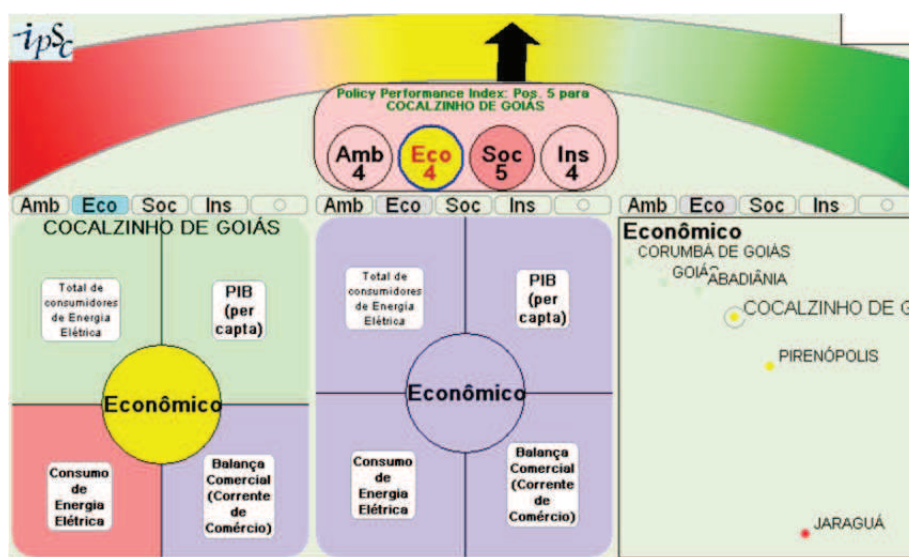 ipsc
Policy Performance Index: Pos. 5 para
COCALZINHO DE GOIÁS
Amb
4
Eco
4
Soc
5
Ins
4
Amb Eco Soc Ins
Amb Eco Soc Ins
Amb Eco Soc Ins
COCALZINHO DE GOIÁS
Total de
consumidores
de Energia
Elétrica
PIB
(per
capta)
Econômico
Consumo
de
Energia
Elétrica
Balança
Comercial
(Corrente
de
Comércio)
Total de
consumidores
de Energia
Elétrica
PIB
(per
capta)
Econômico
Consumo
de
Energia
Elétrica
Balança
Comercial
(Corrente
de
Comércio)
Econômico
CORUMBÁ DE GOIÁS
GOIÁS
ABADIÂNIA
COCALZINHO DE G
PIRENÓPOLIS
JARAGUÁ